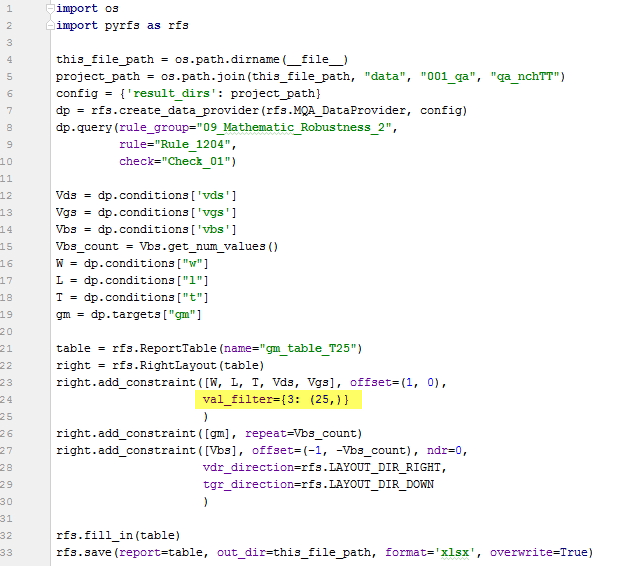 1 import os
2 import pyrfs as rfs
3
4 this_file_path = os.path.dirname(__file__)
5 project_path = os.path.join(this_file_path, "data", "001_qa", "qa_nchTT")
6 config = {'result_dirs': project_path}
7 dp = rfs.create_data_provider(rfs.MQA_DataProvider, config)
8 dp.query(rule_group="09_Mathematic_Robustness_2",
9          rule="Rule_1204",
10          check="Check_01")
11
12 Vds = dp.conditions['vds']
13 Vgs = dp.conditions['vgs']
14 Vbs = dp.conditions['vbs']
15 Vbs_count = Vbs.get_num_values()
16 W = dp.conditions["w"]
17 L = dp.conditions["l"]
18 T = dp.conditions["t"]
19 gm = dp.targets["gm"]
20
21 table = rfs.ReportTable(name="gm_table_T25")
22 right = rfs.RightLayout(table)
23 right.add_constraint([W, L, T, Vds, Vgs], offset=(1, 0),
24                      val_filter={3: (25,)}
25                      )
26 right.add_constraint([gm], repeat=Vbs_count)
27 right.add_constraint([Vbs], offset=(-1, -Vbs_count), ndr=0,
28                      vdr_direction=rfs.LAYOUT_DIR_RIGHT,
29                      tgr_direction=rfs.LAYOUT_DIR_DOWN
30                      )
31
32 rfs.fill_in(table)
33 rfs.save(report=table, out_dir=this_file_path, format='xlsx', overwrite=True)